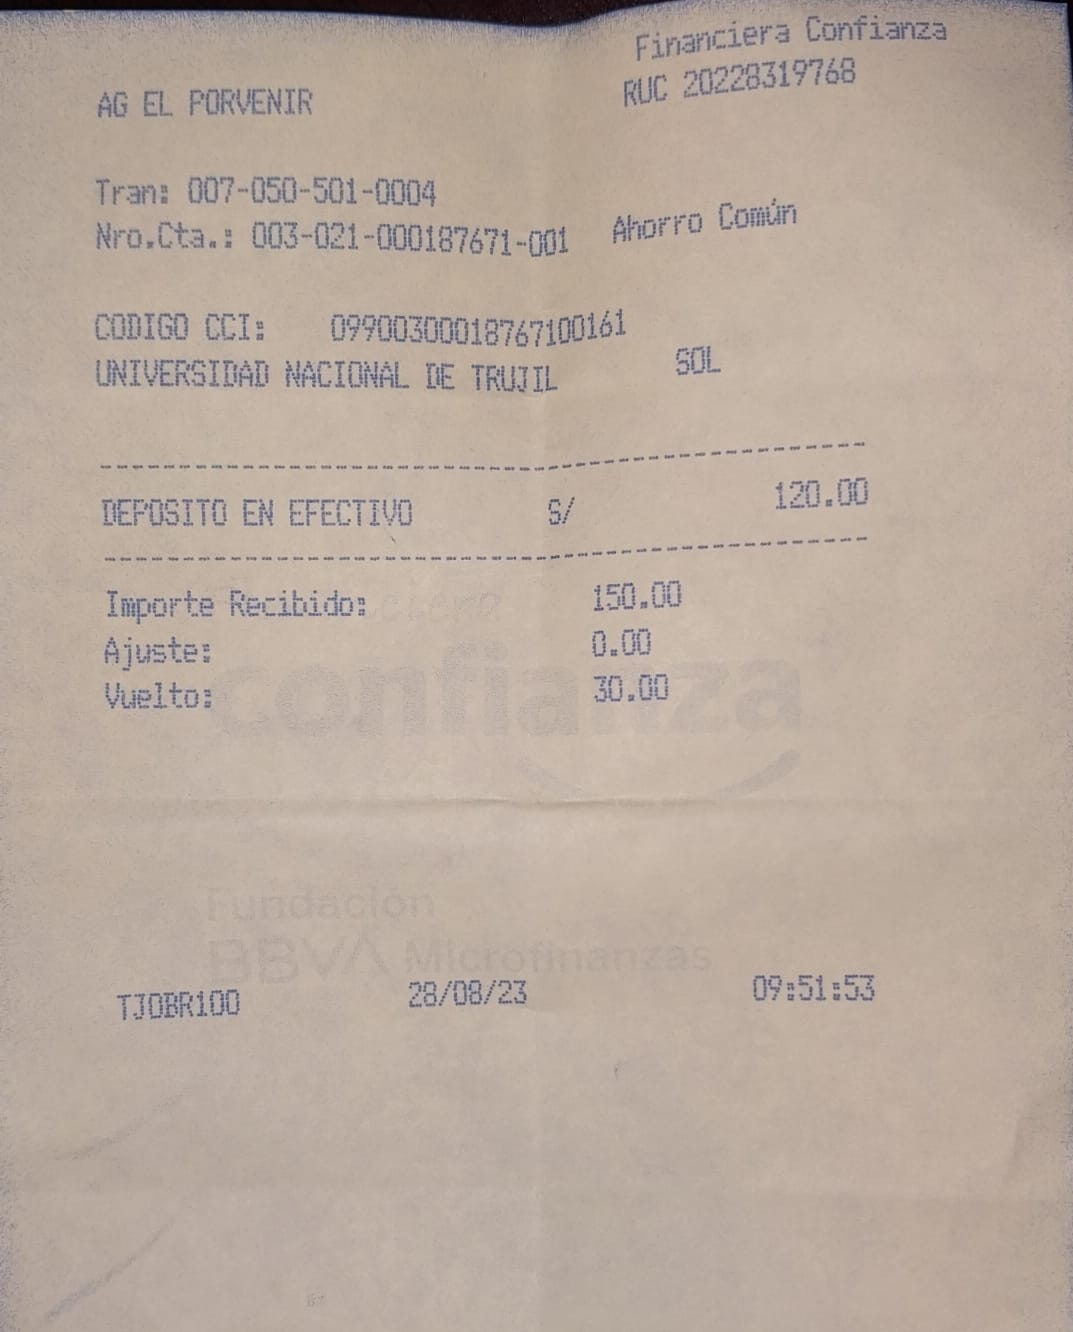 Financiera Confianza
RUC 20228319768
AG EL PORVENIR
Tran: 007-050-501-0004
Nro.Cta.: 003-021-000187671-001 Ahorro Común
CODIGO CCI: 09900300018767100161
UNIVERSIDAD NACIONAL DE TRUJIL SOL
DEPOSITO EN EFECTIVO S/ 120.00
Importe Recibido: 150.00
Ajuste: 0.00
Vuelto: 30.00
confianza
Fundación
BBVA Microfinanzas
TJOBR100 28/08/23 09:51:53